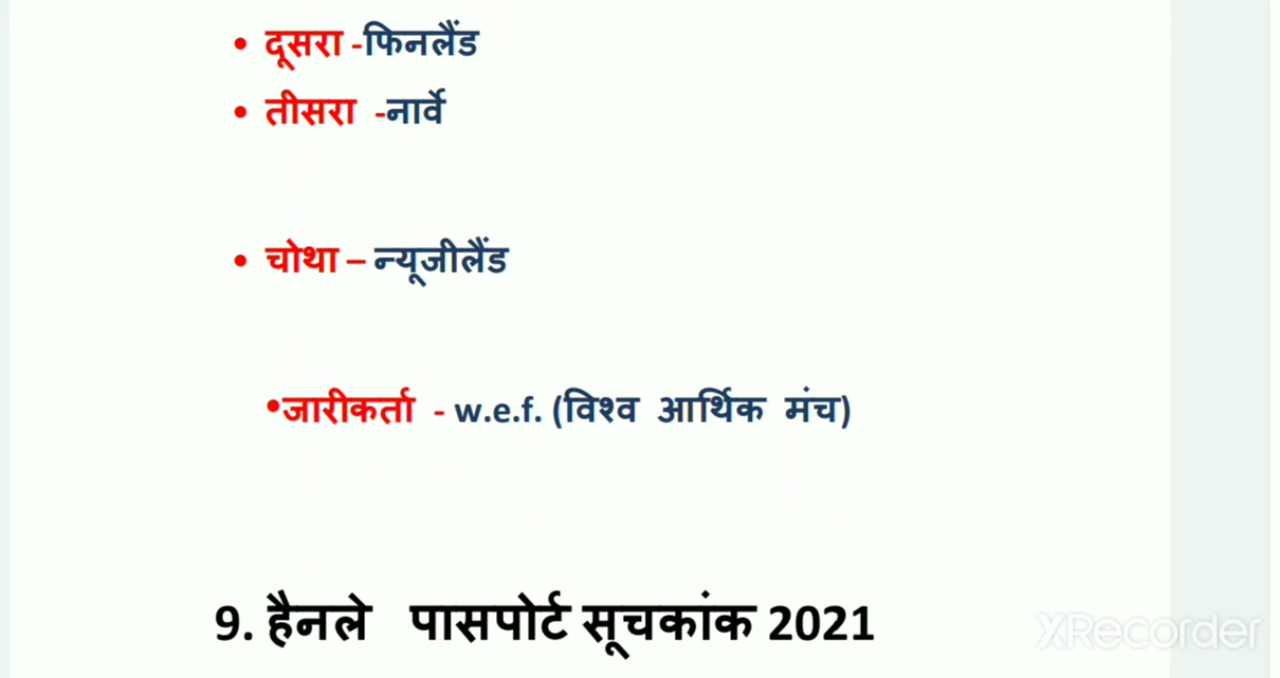 • दूसरा -फिनलैंड
• तीसरा -नार्वे
• चोथा – न्यूजीलैंड
•जारीकर्ता - w.e.f. (विश्व आर्थिक मंच)
9. हैनले पासपोर्ट सूचकांक 2021
XRecorder